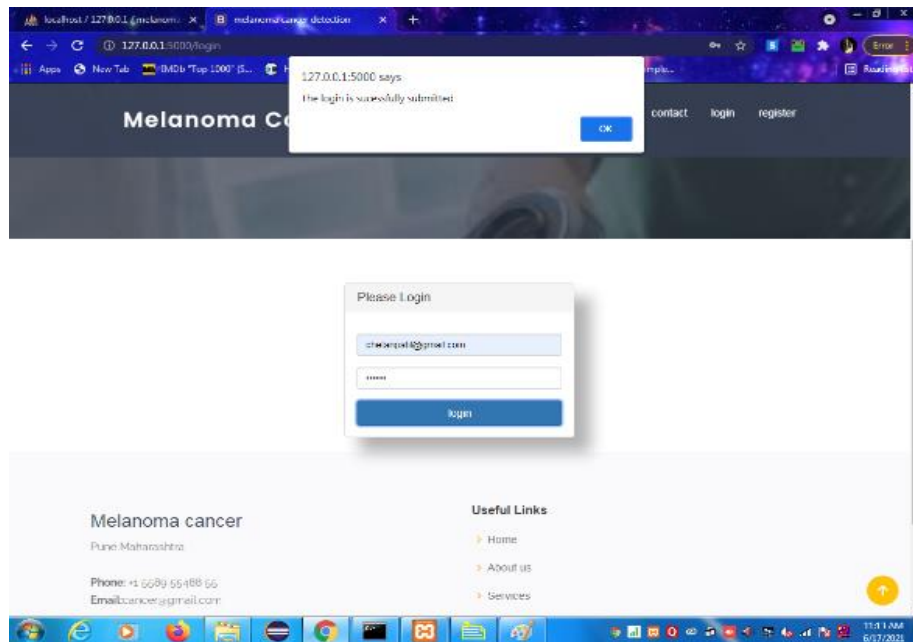 localhost / 127.0.0.1 / melanoma
melanoma cancer detection
127.0.0.1:5000/login
Error
Apps
New Tab
IMDb "Top 1000" (S...
Reading list
127.0.0.1:5000 says
The login is sucessfully submitted
OK
Melanoma C
contact
login
register
Please Login
login
Melanoma cancer
Pune Maharashtra
Phone: +1 5589 55488 55
Email:cancer@gmail.com
Useful Links
Home
About us
Services
11:11 AM
6/17/2021